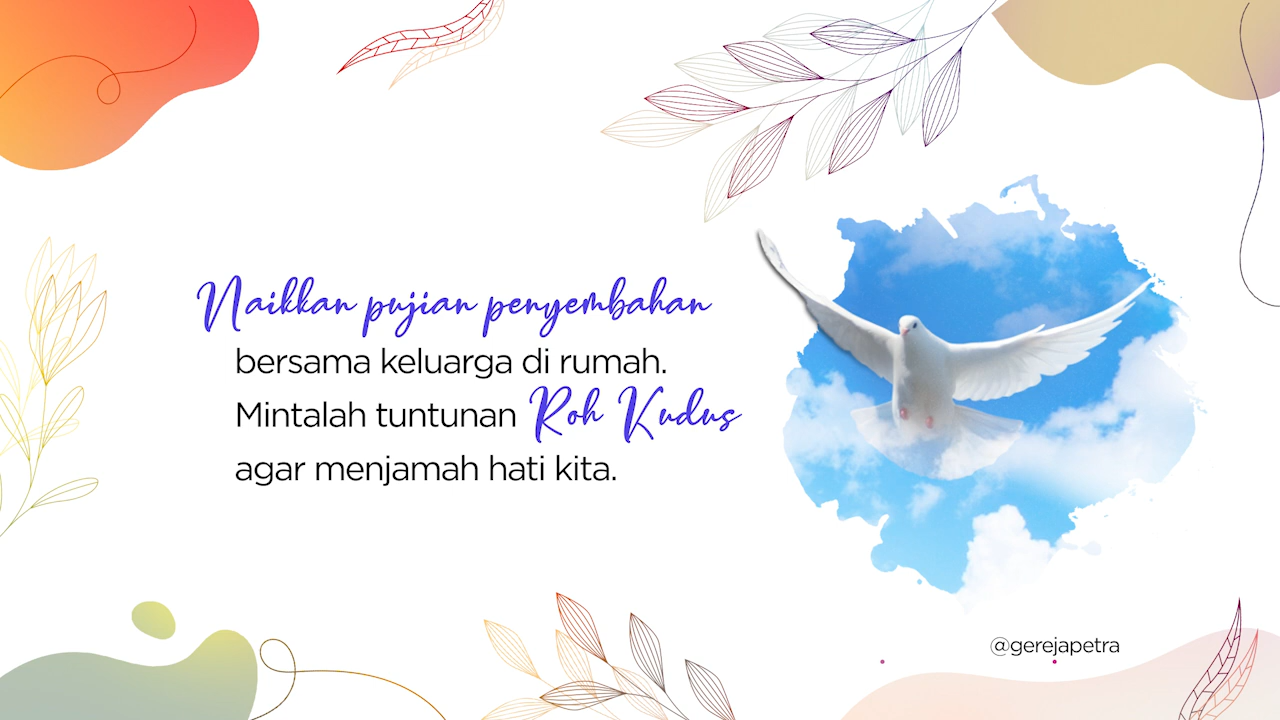 Naikkan pujian penyembahan
bersama keluarga di rumah.
Mintalah tuntunan Roh Kudus
agar menjamah hati kita.
@gerejapetra